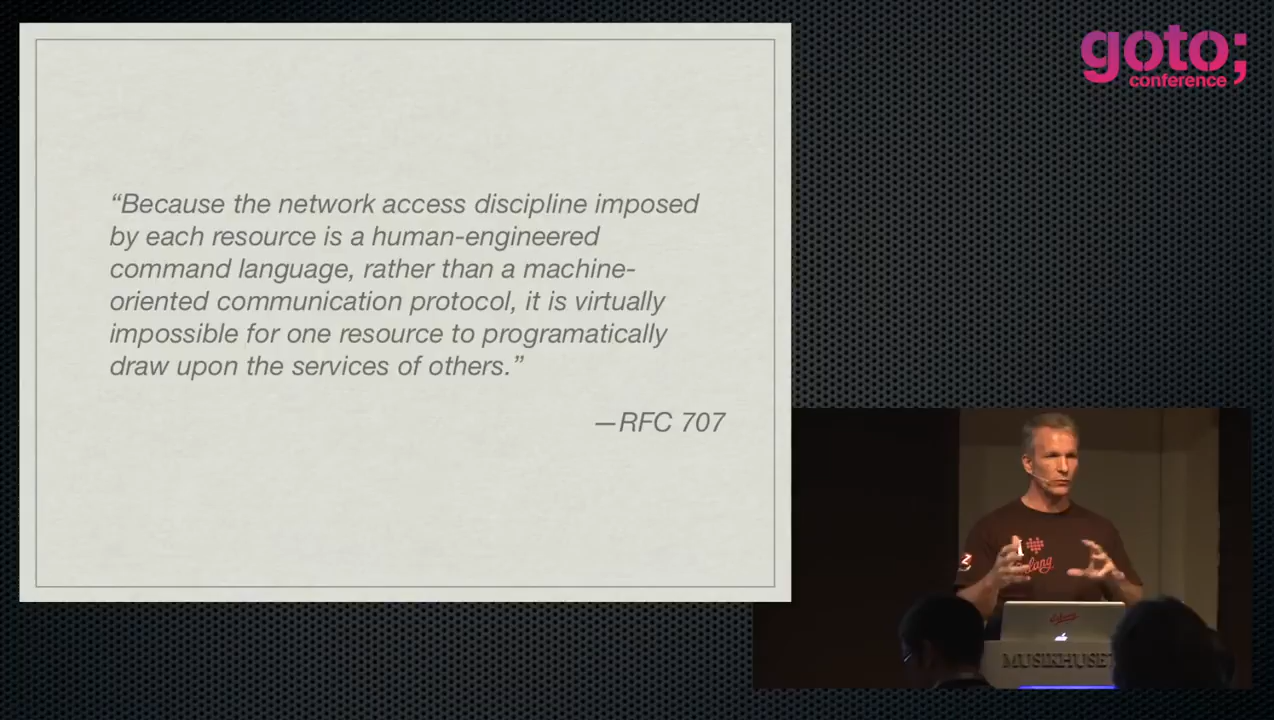 goto;
conference
“Because the network access discipline imposed
by each resource is a human-engineered
command language, rather than a machine-
oriented communication protocol, it is virtually
impossible for one resource to programatically
draw upon the services of others.”
—RFC 707
MUSIKHUSET